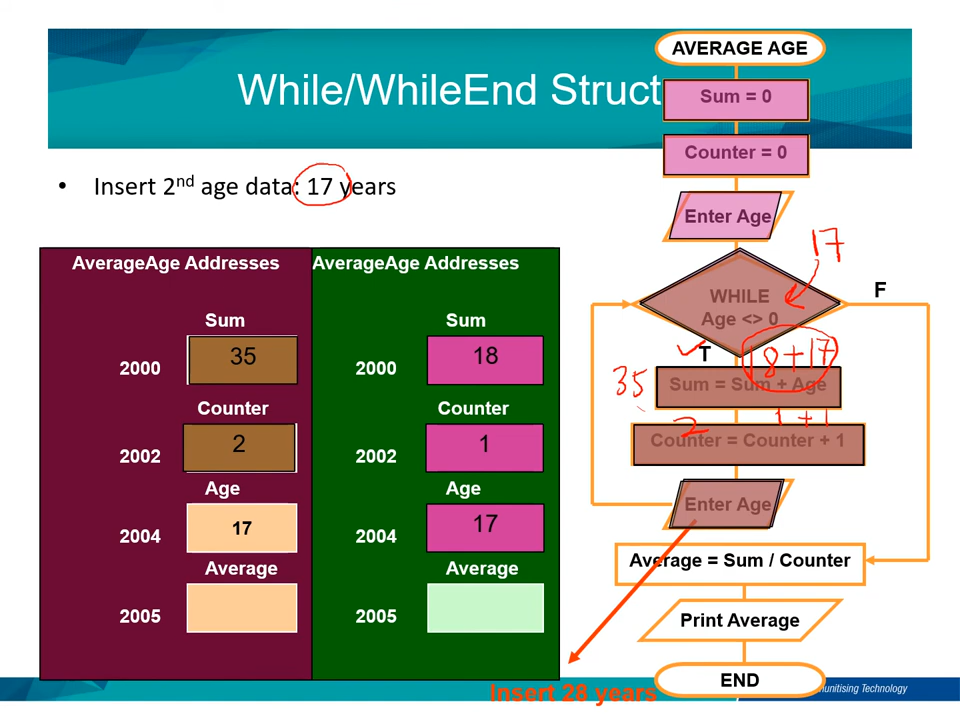 While/WhileEnd Struct
• Insert 2nd age data: 17 years
AverageAge Addresses
Sum
2000
35
Counter
2002
2
Age
2004
17
Average
2005
AverageAge Addresses
Sum
2000
18
Counter
2002
1
Age
2004
17
Average
2005
AVERAGE AGE
Sum = 0
Counter = 0
Enter Age
17
WHILE
Age <> 0
F
T
18+17
35
Sum = Sum + Age
1 + 1
2
Counter = Counter + 1
Enter Age
Average = Sum / Counter
Print Average
END
Insert 28 years
munitising Technology